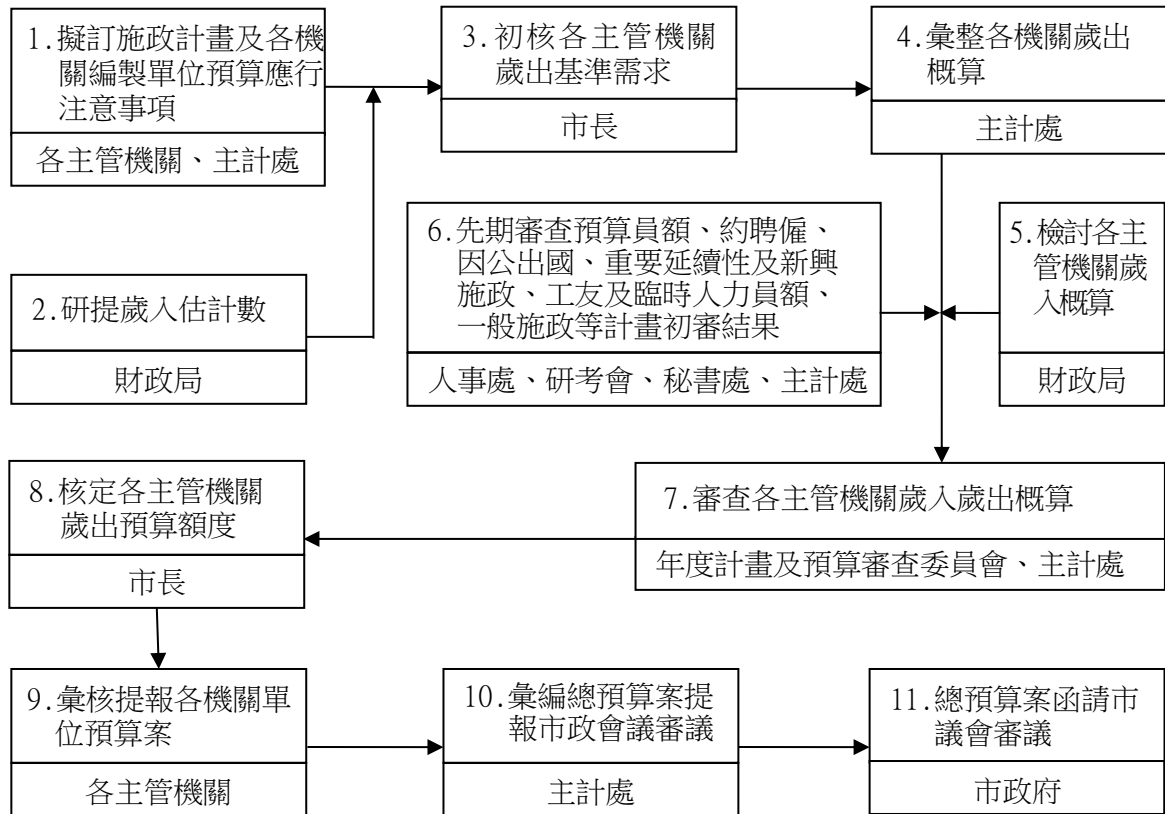 1.擬訂施政計畫及各機
關編製單位預算應行
注意事項
各主管機關、主計處
2.研提歲入估計數
財政局
3.初核各主管機關
歲出基準需求
市長
4.彙整各機關歲出
概算
主計處
5.檢討各主
管機關歲
入概算
財政局
6.先期審查預算員額、約聘僱、
因公出國、重要延續性及新興
施政、工友及臨時人力員額、
一般施政等計畫初審結果
人事處、研考會、秘書處、主計處
7.審查各主管機關歲入歲出概算
年度計畫及預算審查委員會、主計處
8.核定各主管機關
歲出預算額度
市長
9.彙核提報各機關單
位預算案
各主管機關
10.彙編總預算案提
報市政會議審議
主計處
11.總預算案函請市
議會審議
市政府